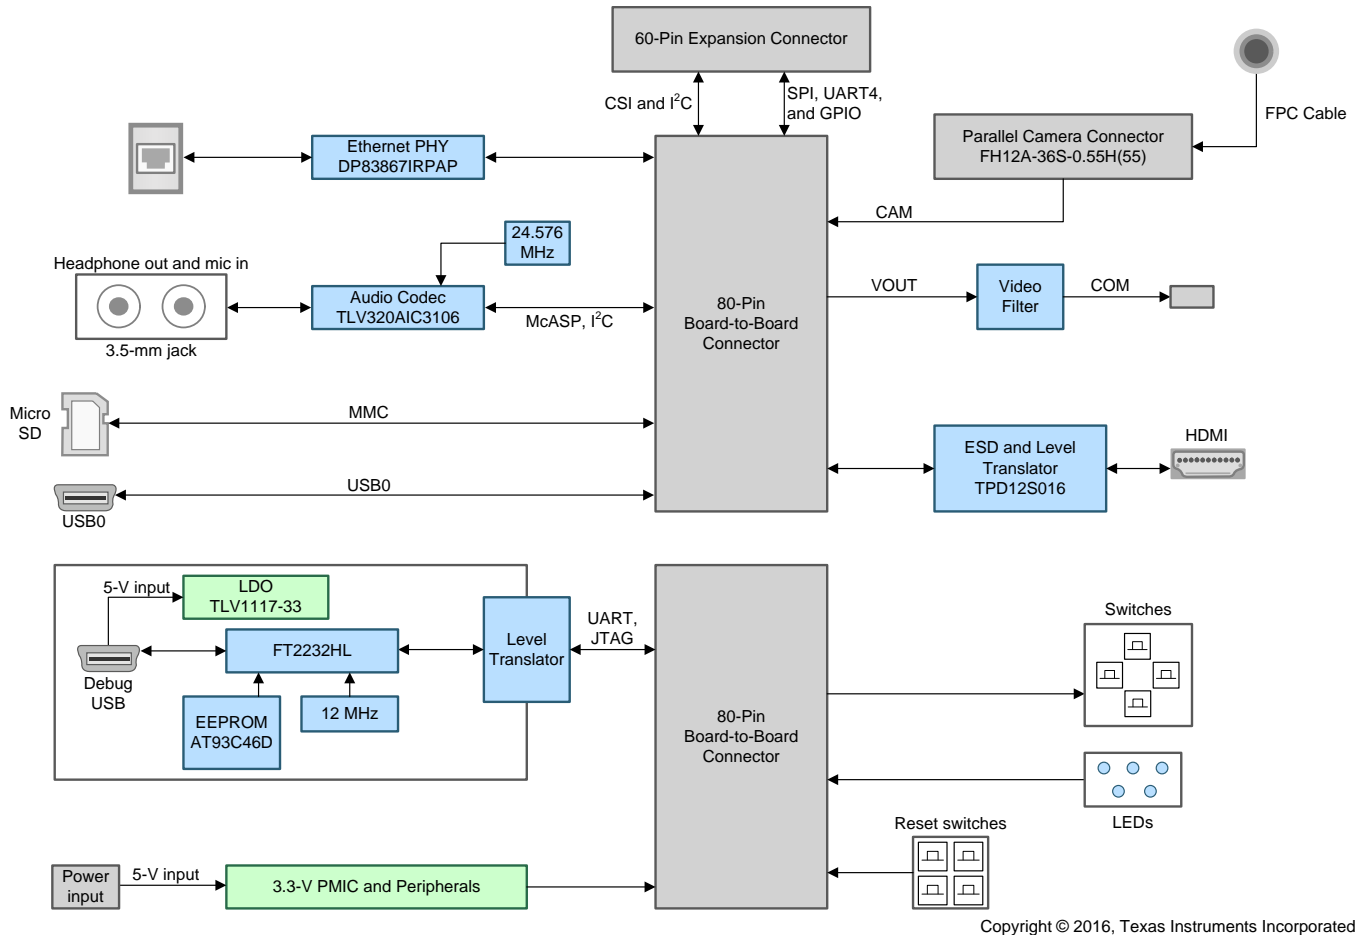 60-Pin Expansion Connector
CSI and I²C
SPI, UART4,
and GPIO
FPC Cable
Parallel Camera Connector
FH12A-36S-0.55H(55)
Ethernet PHY
DP83867IRPAP
CAM
24.576
MHz
Headphone out and mic in
Audio Codec
TLV320AIC3106
McASP, I²C
3.5-mm jack
80-Pin
Board-to-Board
Connector
VOUT
Video
Filter
COM
Micro
SD
MMC
USB0
USB0
ESD and Level
Translator
TPD12S016
HDMI
5-V input
LDO
TLV1117-33
FT2232HL
Debug
USB
EEPROM
AT93C46D
12 MHz
Level
Translator
UART,
JTAG
80-Pin
Board-to-Board
Connector
Switches
LEDs
Reset switches
Power
input
5-V input
3.3-V PMIC and Peripherals
Copyright © 2016, Texas Instruments Incorporated